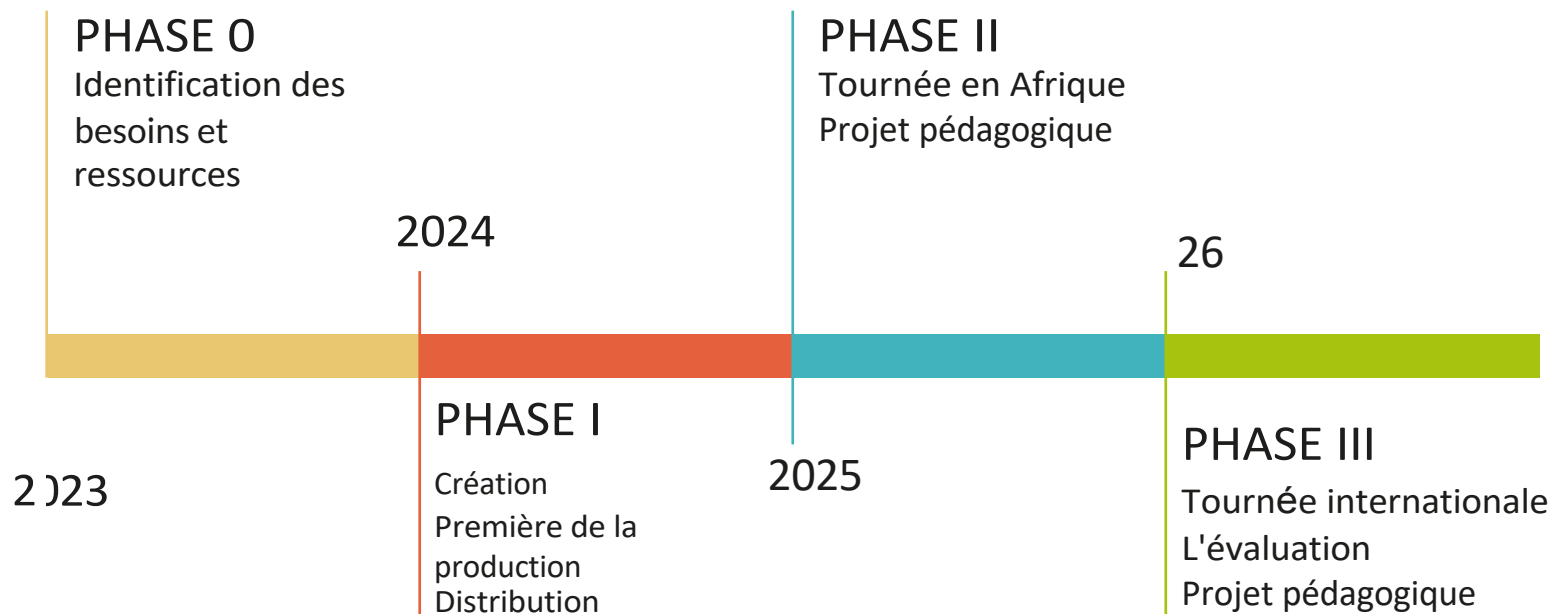 PHASE 0
Identification des
besoins et
ressources
2023
2024
PHASE I
Création
Première de la
production
Distribution
PHASE II
Tournée en Afrique
Projet pédagogique
2025
26
PHASE III
Tournée internationale
L'évaluation
Projet pédagogique